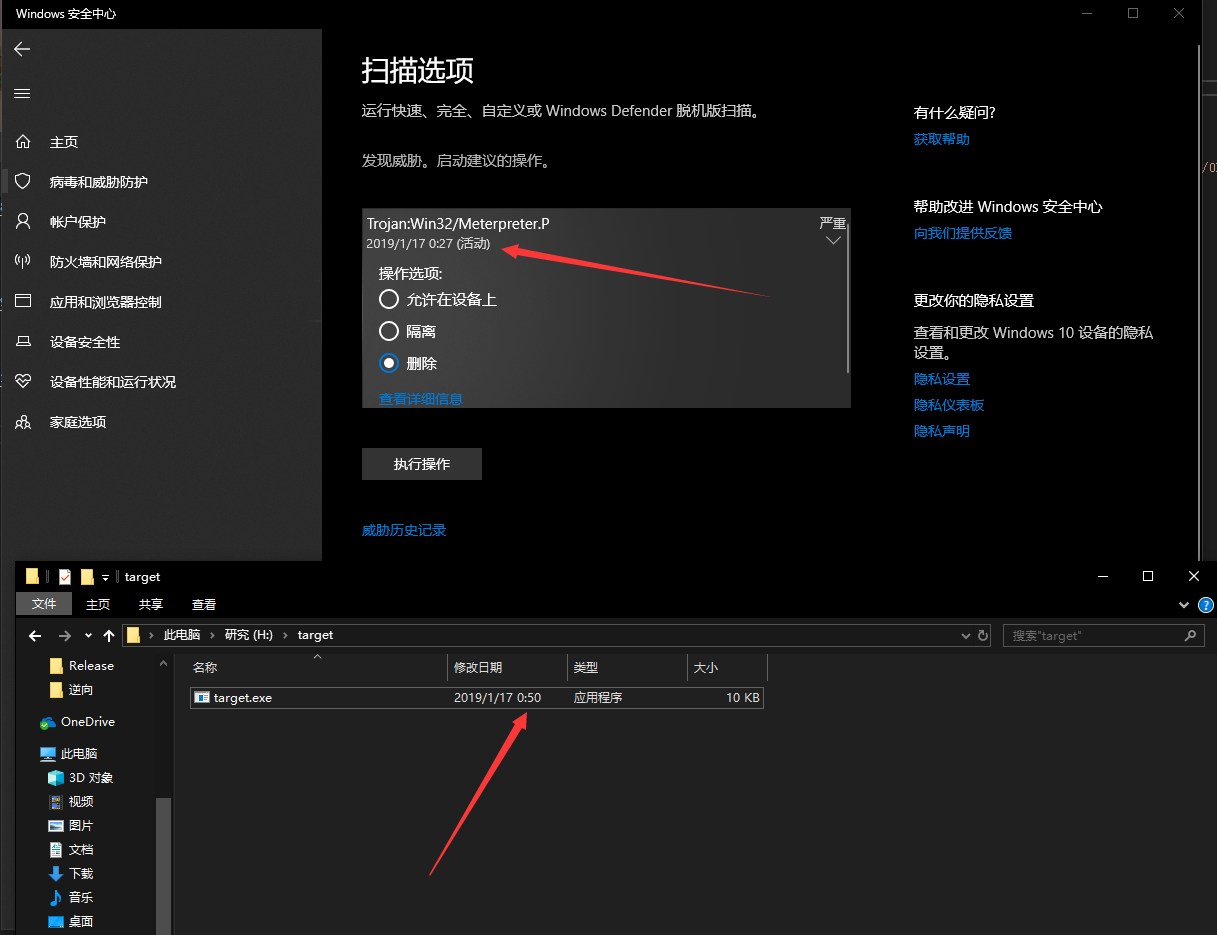 Windows 安全中心
主页
病毒和威胁防护
帐户保护
防火墙和网络保护
应用和浏览器控制
设备安全性
设备性能和运行状况
家庭选项
扫描选项
运行快速、完全、自定义或 Windows Defender 脱机版扫描。
发现威胁。启动建议的操作。
Trojan:Win32/Meterpreter.P
严重
2019/1/17 0:27 (活动)
操作选项:
允许在设备上
隔离
删除
查看详细信息
执行操作
威胁历史记录
有什么疑问?
获取帮助
帮助改进 Windows 安全中心
向我们提供反馈
更改你的隐私设置
查看和更改 Windows 10 设备的隐私
设置。
隐私设置
隐私仪表板
隐私声明
target
文件 主页 共享 查看
此电脑 研究 (H:) target
搜索"target"
Release
逆向
OneDrive
此电脑
3D 对象
视频
图片
文档
下载
音乐
桌面
名称 修改日期 类型 大小
target.exe 2019/1/17 0:50 应用程序 10 KB